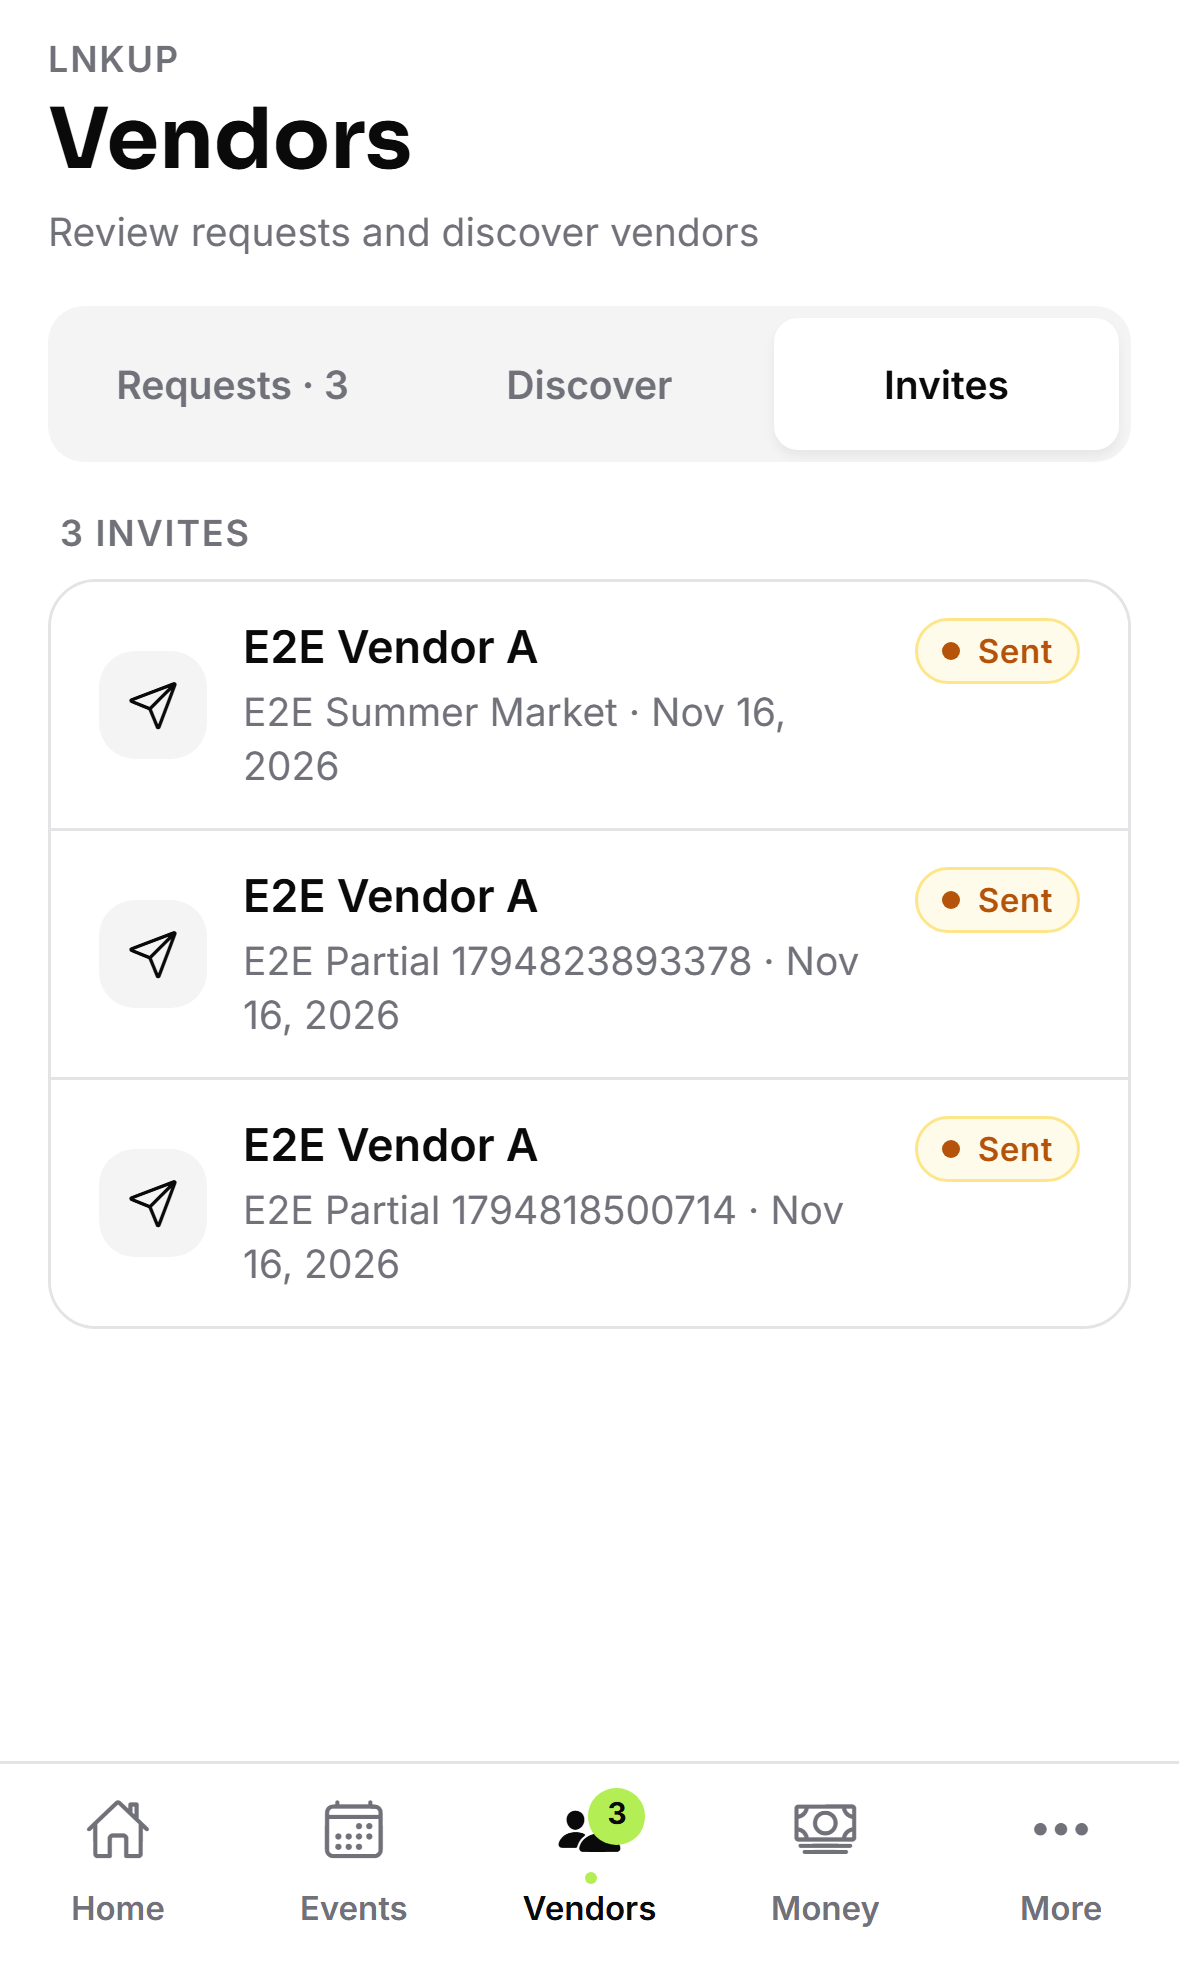 LNKUP
Vendors
Review requests and discover vendors
Requests · 3
Discover
Invites
3 INVITES
E2E Vendor A
Sent
E2E Summer Market · Nov 16,
2026
E2E Vendor A
Sent
E2E Partial 1794823893378 · Nov
16, 2026
E2E Vendor A
Sent
E2E Partial 1794818500714 · Nov
16, 2026
3
Home
Events
Vendors
Money
More